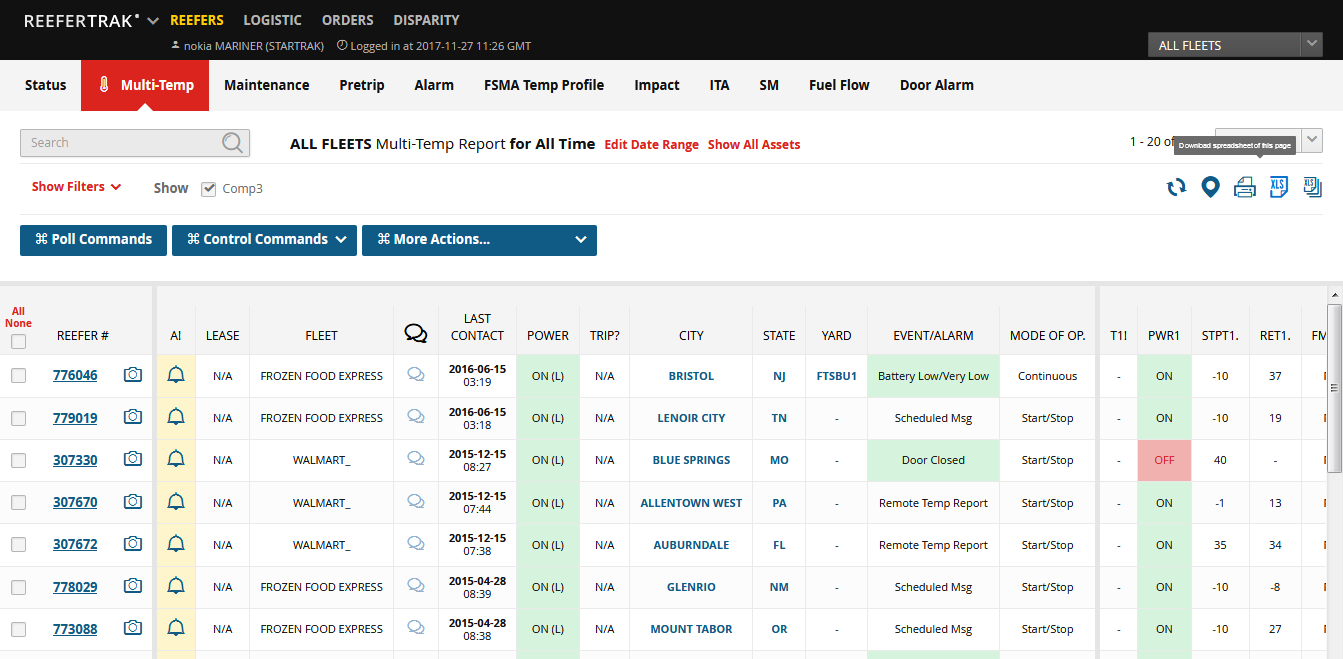 REEFERTRAK REEFERS LOGISTIC ORDERS DISPARITY
nokia MARINER (STARTRAK) Logged in at 2017-11-27 11:26 GMT
ALL FLEETS
Status Multi-Temp Maintenance Pretrip Alarm FSMA Temp Profile Impact ITA SM Fuel Flow Door Alarm
Search ALL FLEETS Multi-Temp Report for All Time Edit Date Range Show All Assets 1 - 20 of
Download spreadsheet of this page
Show Filters Show Comp3 XLS XLS
⌘ Poll Commands ⌘ Control Commands ⌘ More Actions...
All
None
REEFER # A! LEASE FLEET LAST CONTACT POWER TRIP? CITY STATE YARD EVENT/ALARM MODE OF OP. T1! PWR1 STPT1. RET1. FM
776046 N/A FROZEN FOOD EXPRESS 2016-06-15 03:19 ON (L) N/A BRISTOL NJ FTSBU1 Battery Low/Very Low Continuous - ON -10 37
779019 N/A FROZEN FOOD EXPRESS 2016-06-15 03:18 ON (L) N/A LENOIR CITY TN - Scheduled Msg Start/Stop - ON -10 19
307330 N/A WALMART_ 2015-12-15 08:27 ON (L) N/A BLUE SPRINGS MO - Door Closed Start/Stop - OFF 40 -
307670 N/A WALMART_ 2015-12-15 07:44 ON (L) N/A ALLENTOWN WEST PA - Remote Temp Report Start/Stop - ON -1 13
307672 N/A WALMART_ 2015-12-15 07:38 ON (L) N/A AUBURNDALE FL - Remote Temp Report Start/Stop - ON 35 34
778029 N/A FROZEN FOOD EXPRESS 2015-04-28 08:39 ON (L) N/A GLENRIO NM - Scheduled Msg Start/Stop - ON -10 -8
773088 N/A FROZEN FOOD EXPRESS 2015-04-28 08:38 ON (L) N/A MOUNT TABOR OR - Scheduled Msg Start/Stop - ON -10 27